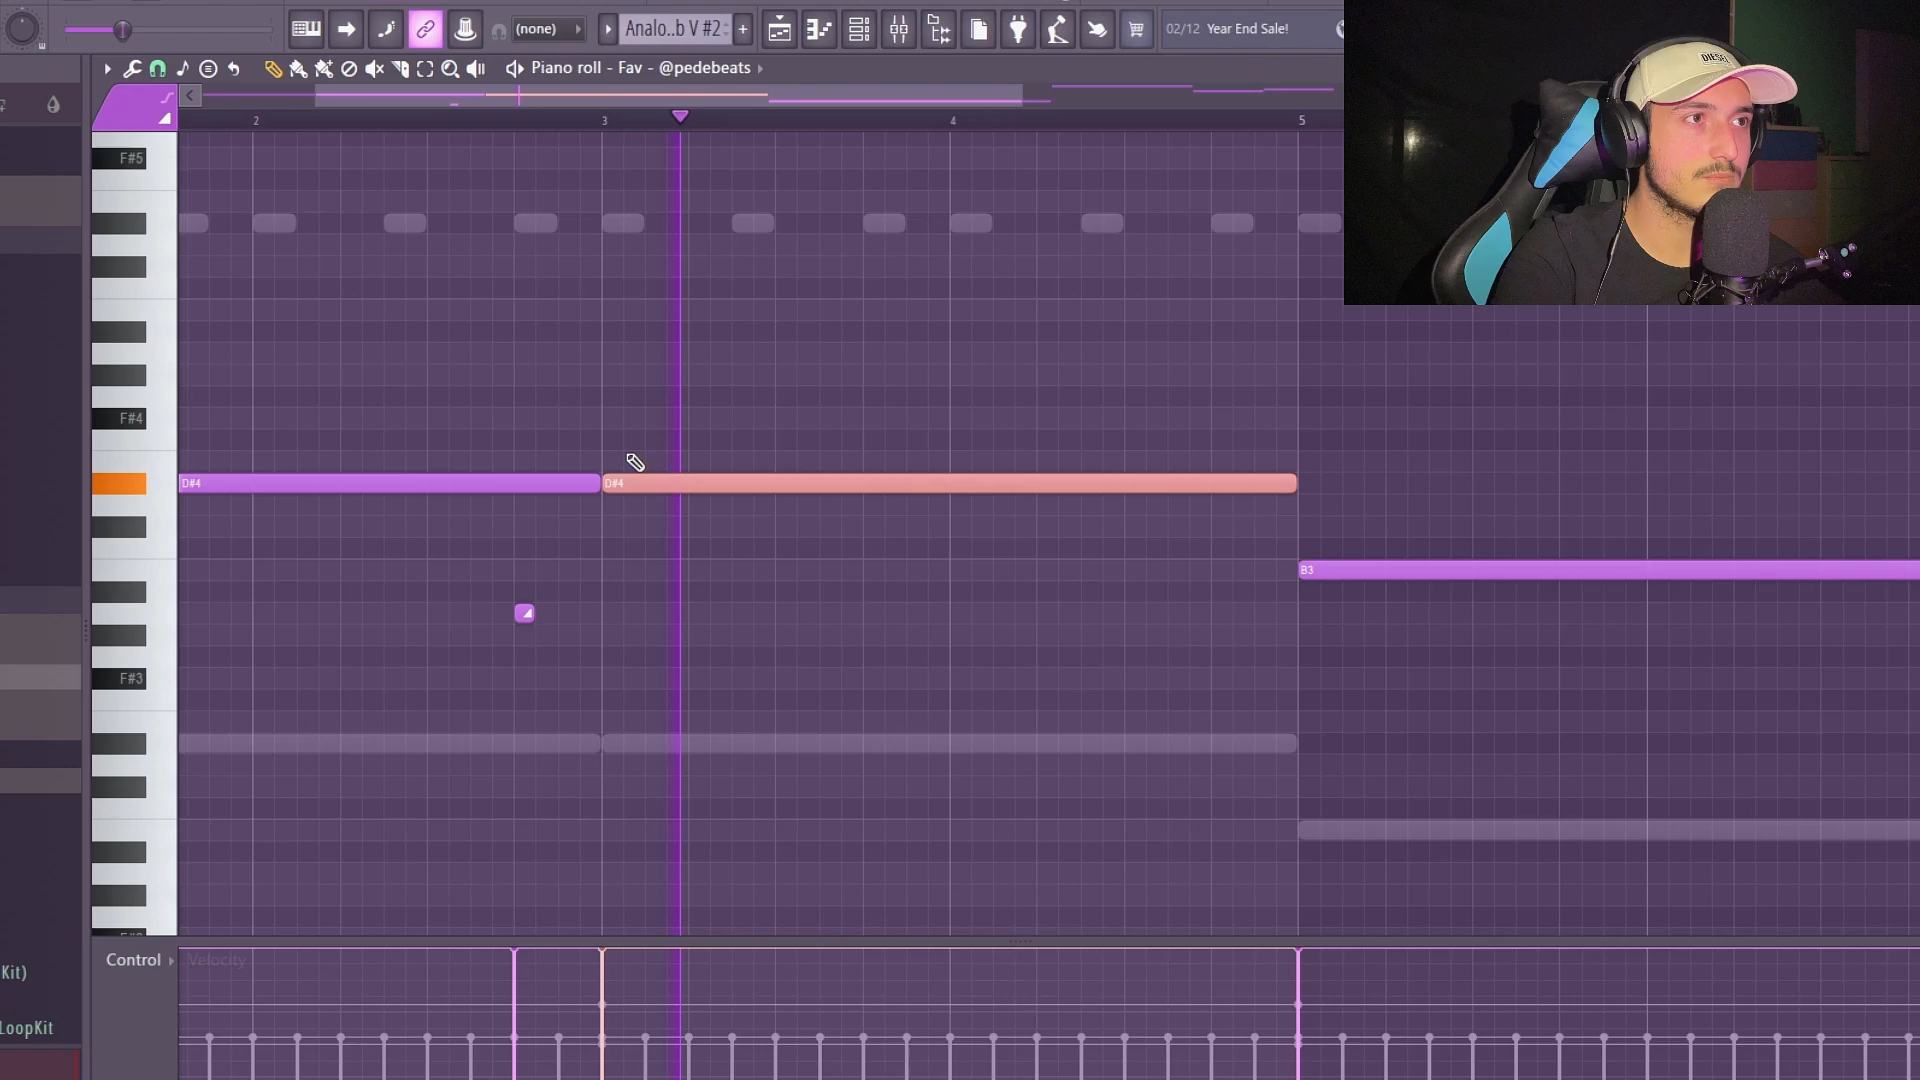 (none)
Analo..b V #2
+
02/12 Year End Sale!
Piano roll - Fav - @pedebeats
2 3 4 5
F#5
F#4
D#4 D#4
B3
F#3
Control Velocity
Kit)
LoopKit
DIESEL